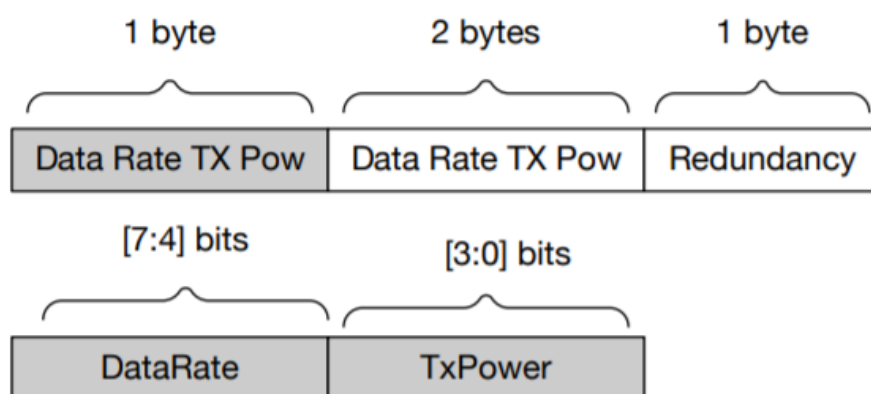 1 byte 2 bytes 1 byte
Data Rate TX Pow Data Rate TX Pow Redundancy
[7:4] bits [3:0] bits
DataRate TxPower